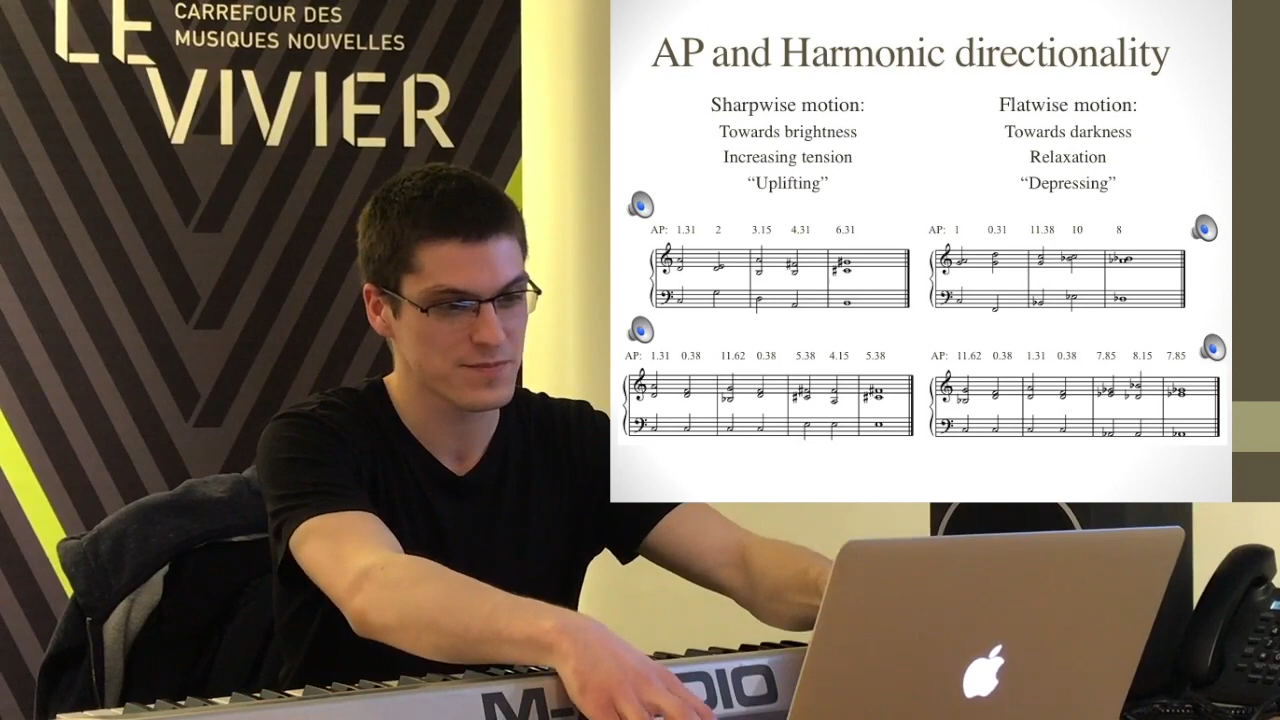 LE
CARREFOUR DES
MUSIQUES NOUVELLES
VIVIER
AP and Harmonic directionality
Sharpwise motion:
Towards brightness
Increasing tension
“Uplifting”
Flatwise motion:
Towards darkness
Relaxation
“Depressing”
AP: 1.31 2 3.15 4.31 6.31
AP: 1 0.31 11.38 10 8
AP: 1.31 0.38 11.62 0.38 5.38 4.15 5.38
AP: 11.62 0.38 1.31 0.38 7.85 8.15 7.85